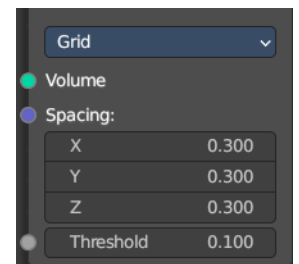 Grid
Volume
Spacing:
X 0.300
Y 0.300
Z 0.300
Threshold 0.100